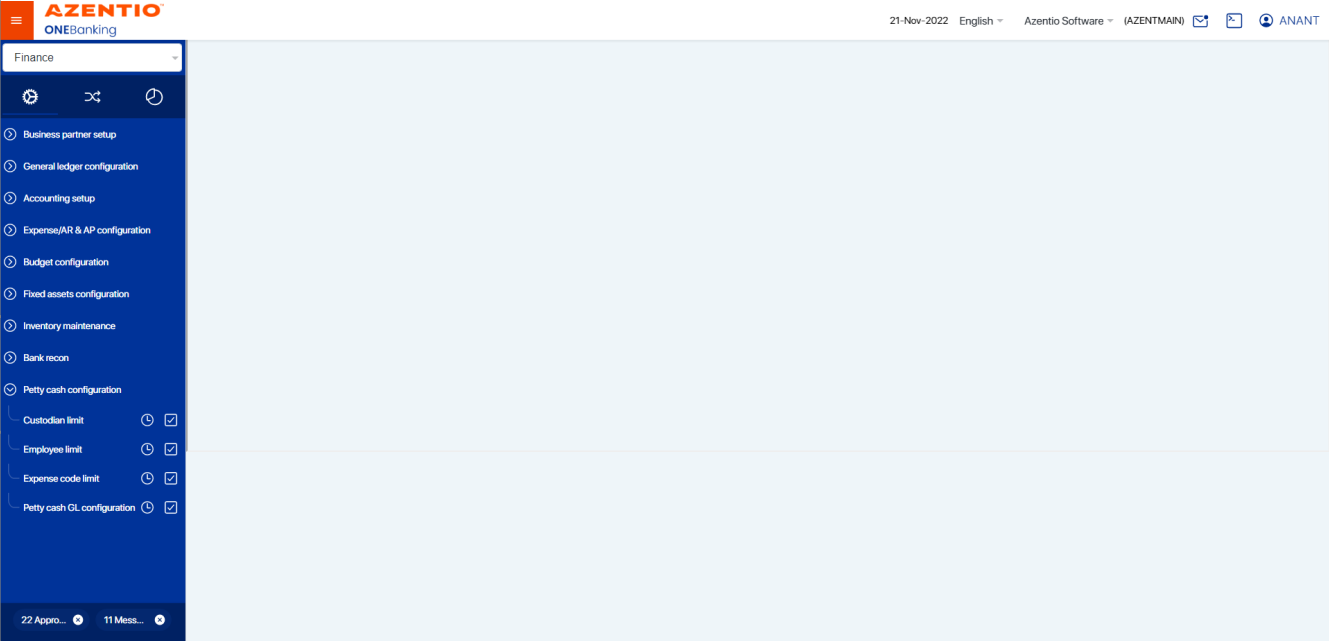 AZENTIO
ONEBanking
21-Nov-2022 English Azentio Software (AZENTMAIN) ANANT
Finance
Business partner setup
General ledger configuration
Accounting setup
Expense/AR & AP configuration
Budget configuration
Fixed assets configuration
Inventory maintenance
Bank recon
Petty cash configuration
Custodian limit
Employee limit
Expense code limit
Petty cash GL configuration
22 Appro... 11 Mess...